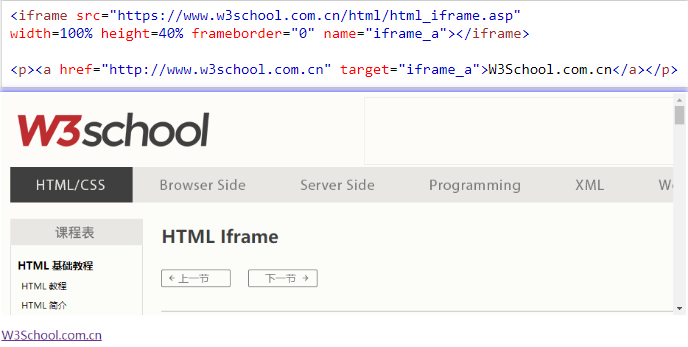 <iframe src="https://www.w3school.com.cn/html/html_iframe.asp"
width=100% height=40% frameborder="0" name="iframe_a"></iframe>
<p><a href="http://www.w3school.com.cn" target="iframe_a">W3School.com.cn</a></p>
W3school
HTML/CSS Browser Side Server Side Programming XML
课程表
HTML Iframe
HTML 基础教程
← 上一节 下一节 →
HTML 教程
HTML 简介
W3School.com.cn